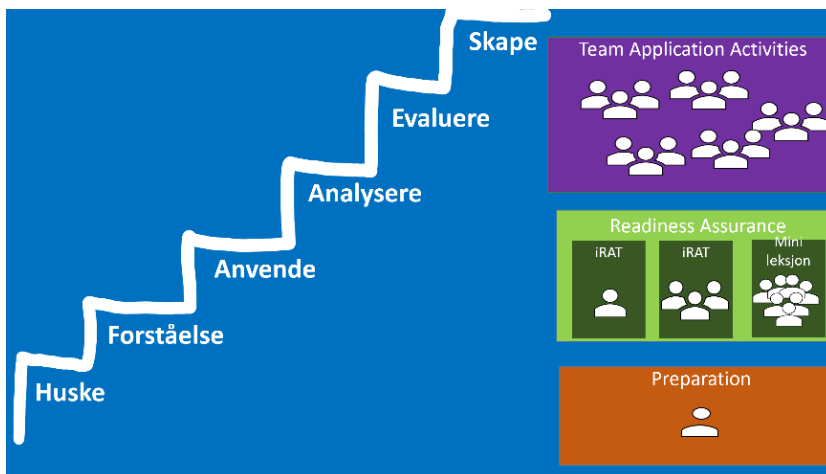 Skape
Evaluere
Analysere
Anvende
Forståelse
Huske
Team Application Activities
Readiness Assurance
iRAT
iRAT
Mini
leksjon
Preparation